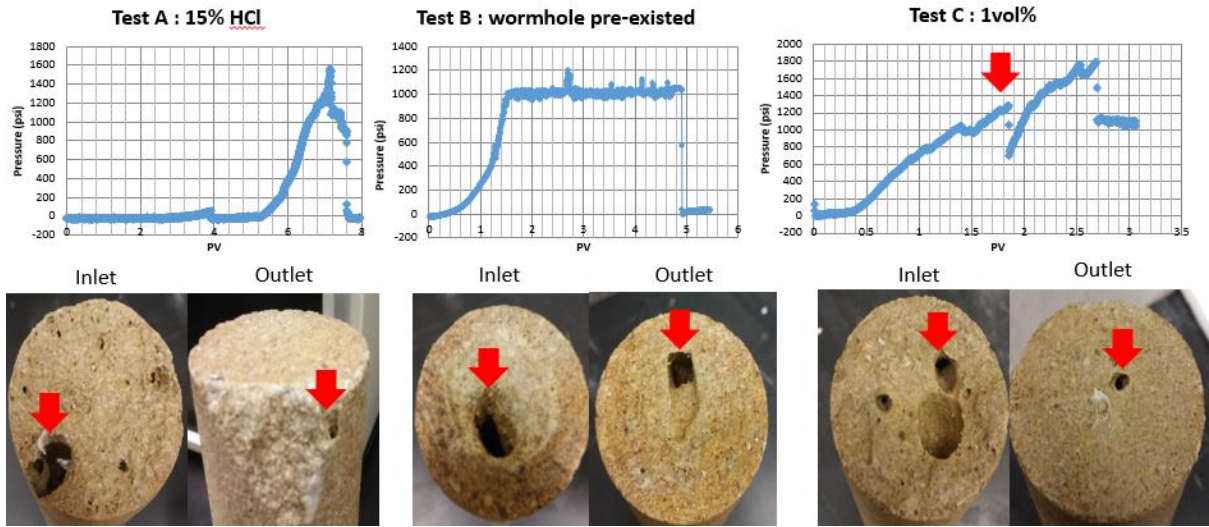 Test A : 15% HCl
Test B : wormhole pre-existed
Test C : 1vol%
Pressure (psi)
1800
1600
1400
1200
1000
800
600
400
200
0
-200
0 2 4 6 8
PV
Pressure (psi)
1400
1200
1000
800
600
400
200
0
-200
0 1 2 3 4 5 6
PV
Pressure (psi)
2000
1800
1600
1400
1200
1000
800
600
400
200
0
-200
0 0.5 1 1.5 2 2.5 3 3.5
PV
Inlet Outlet
Inlet Outlet
Inlet Outlet